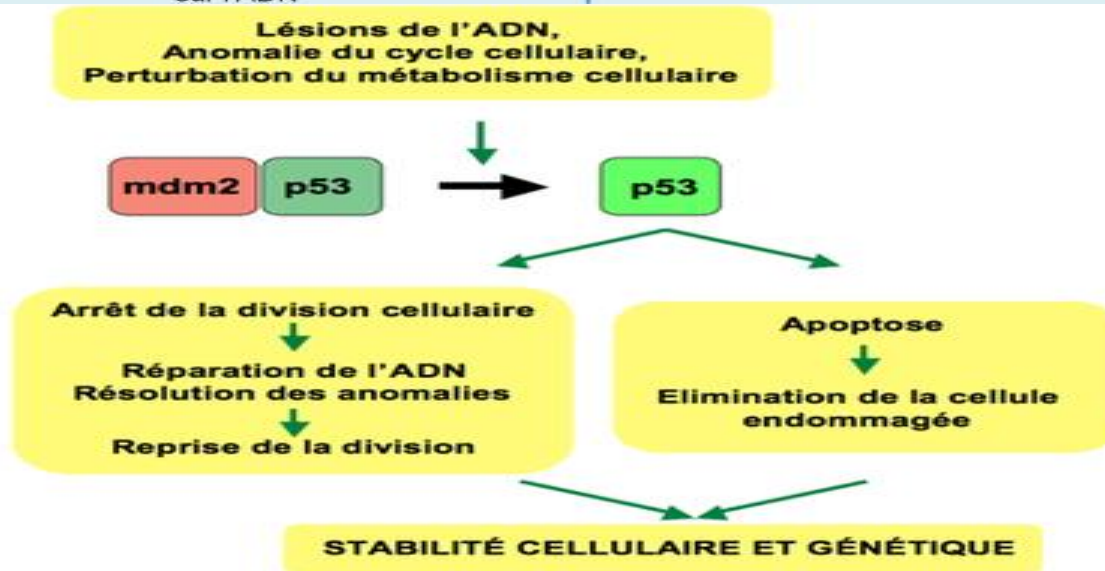 Lésions de l'ADN,
Anomalie du cycle cellulaire,
Perturbation du métabolisme cellulaire
mdm2 p53 p53
Arrêt de la division cellulaire
Réparation de l'ADN
Résolution des anomalies
Reprise de la division
Apoptose
Elimination de la cellule
endommagée
STABILITÉ CELLULAIRE ET GÉNÉTIQUE